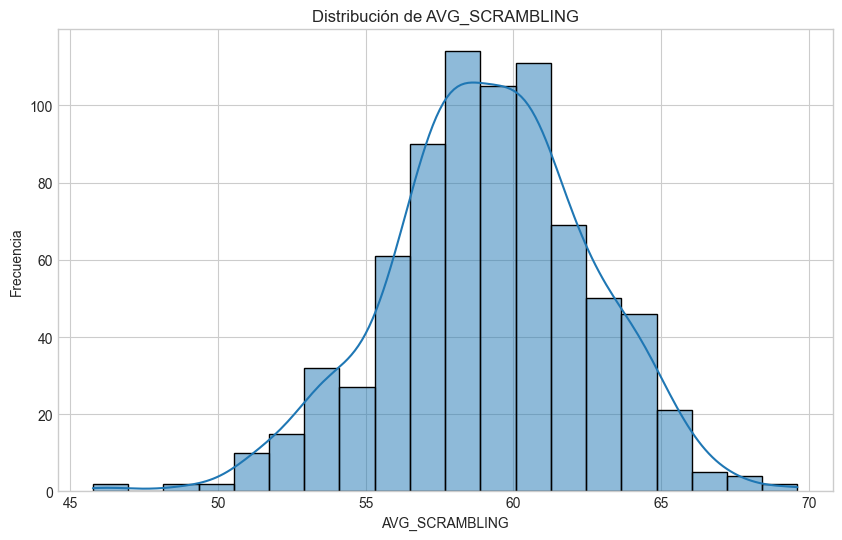 Distribución de AVG_SCRAMBLING
Frecuencia
100
80
60
40
20
0
45 50 55 60 65 70
AVG_SCRAMBLING